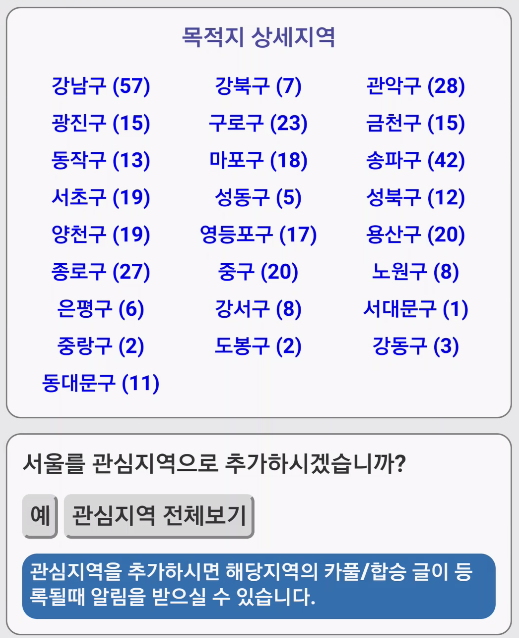 목적지 상세지역
강남구 (57) 강북구 (7) 관악구 (28)
광진구 (15) 구로구 (23) 금천구 (15)
동작구 (13) 마포구 (18) 송파구 (42)
서초구 (19) 성동구 (5) 성북구 (12)
양천구 (19) 영등포구 (17) 용산구 (20)
종로구 (27) 중구 (20) 노원구 (8)
은평구 (6) 강서구 (8) 서대문구 (1)
중랑구 (2) 도봉구 (2) 강동구 (3)
동대문구 (11)
서울를 관심지역으로 추가하시겠습니까?
예 관심지역 전체보기
관심지역을 추가하시면 해당지역의 카풀/합승 글이 등
록될때 알림을 받으실 수 있습니다.